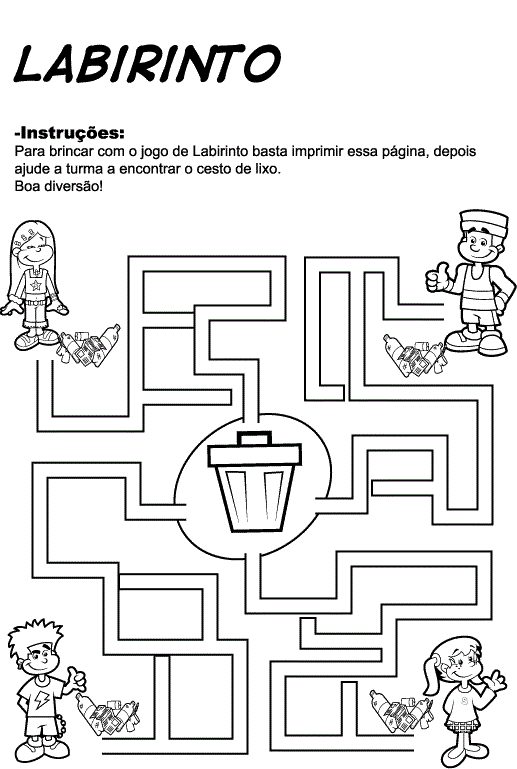 LABIRINTO
-Instruções:
Para brincar com o jogo de Labirinto basta imprimir essa página, depois
ajude a turma a encontrar o cesto de lixo.
Boa diversão!